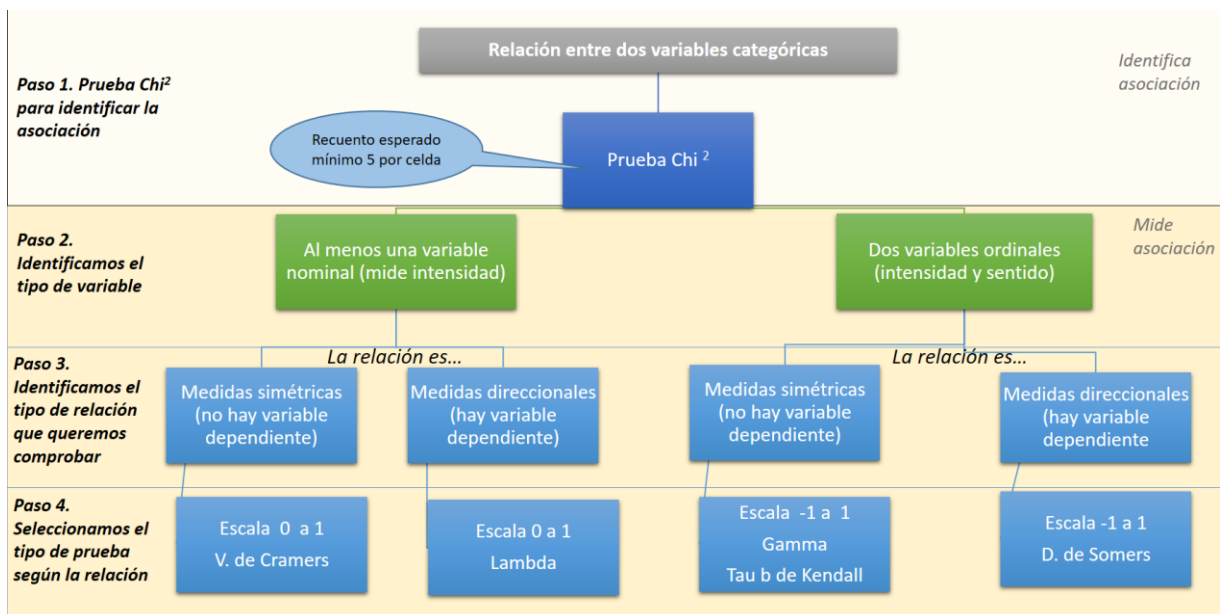 Relación entre dos variables categóricas
Identifica
asociación
Paso 1. Prueba Chi²
para identificar la
asociación
Recuento esperado
mínimo 5 por celda
Prueba Chi ²
Mide
asociación
Paso 2.
Identificamos el
tipo de variable
Al menos una variable
nominal (mide intensidad)
Dos variables ordinales
(intensidad y sentido)
La relación es...
La relación es...
Paso 3.
Identificamos el
tipo de relación
que queremos
comprobar
Medidas simétricas
(no hay variable
dependiente)
Medidas direccionales
(hay variable
dependiente)
Medidas simétricas
(no hay variable
dependiente)
Medidas direccionales
(hay variable
dependiente
Paso 4.
Seleccionamos el
tipo de prueba
según la relación
Escala 0 a 1
V. de Cramers
Escala 0 a 1
Lambda
Escala -1 a 1
Gamma
Tau b de Kendall
Escala -1 a 1
D. de Somers